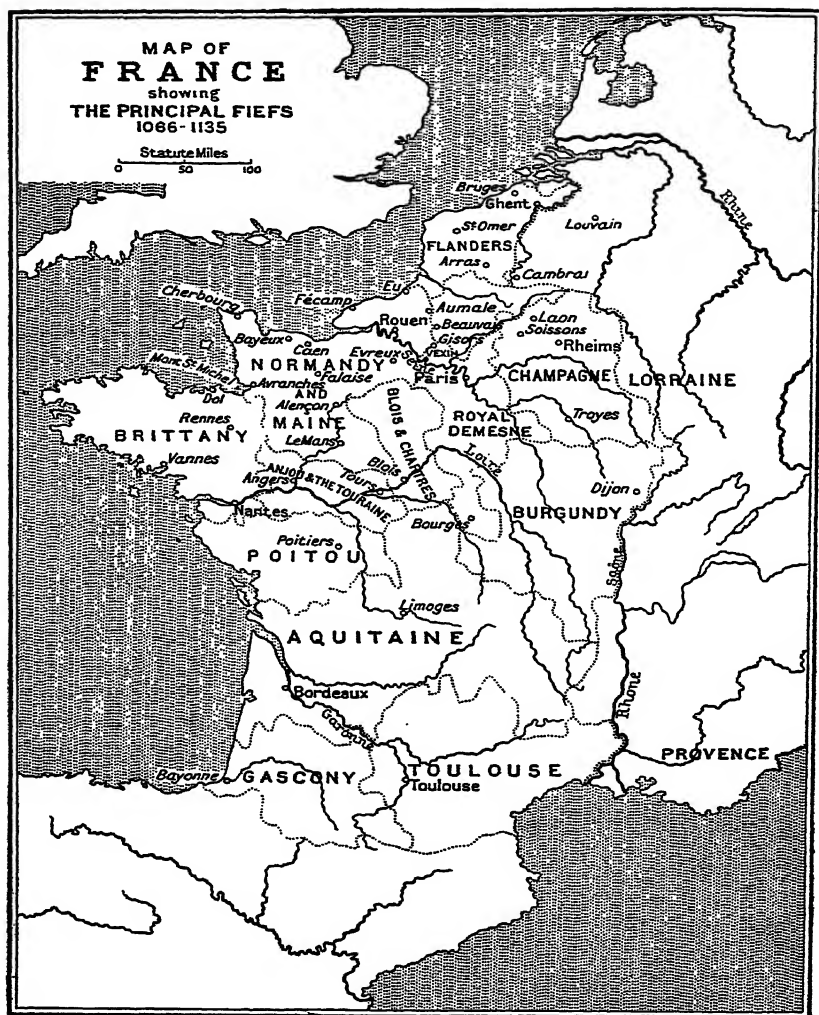 MAP OF
FRANCE
showing
THE PRINCIPAL FIEFS
1066-1135
Statute Miles
0 50 100
Rhine
Bruges
Ghent
Louvain
St Omer
FLANDERS
Arras
Cambrai
Eu
Cherbourg
Fécamp
Aumale
Rouen
Beauvais
Laon
Soissons
Gisors
Rheims
Bayeux
Caen
Evreux
VEXIN
Seine
Paris
NORMANDY
Falaise
Mont St Michel
Avranches
Dol
AND
Alençon
MAINE
LeMans
CHAMPAGNE
LORRAINE
Troyes
ROYAL
DEMESNE
BLOIS & CHARTRES
Rennes
BRITTANY
Vannes
Blois
Loire
ANJOU & THE TOURAINE
Angers
Tours
Nantes
Dijon
BURGUNDY
Bourges
Poitiers
POITOU
Saône
Limoges
AQUITAINE
Bordeaux
Garonne
Rhone
PROVENCE
Bayonne
GASCONY
TOULOUSE
Toulouse